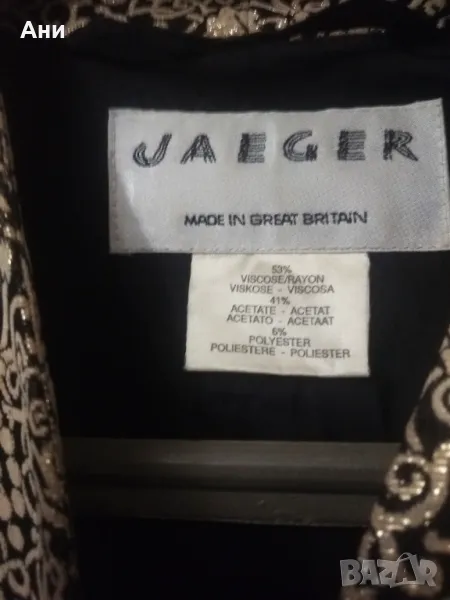 Ани
JAEGER
MADE IN GREAT BRITAIN
53%
VISCOSE/RAYON
VISKOSE - VISCOSA
41%
ACETATE - ACETAT
ACETATO - ACETAAT
6%
POLYESTER
POLIESTERE - POLIESTER
BAZAR